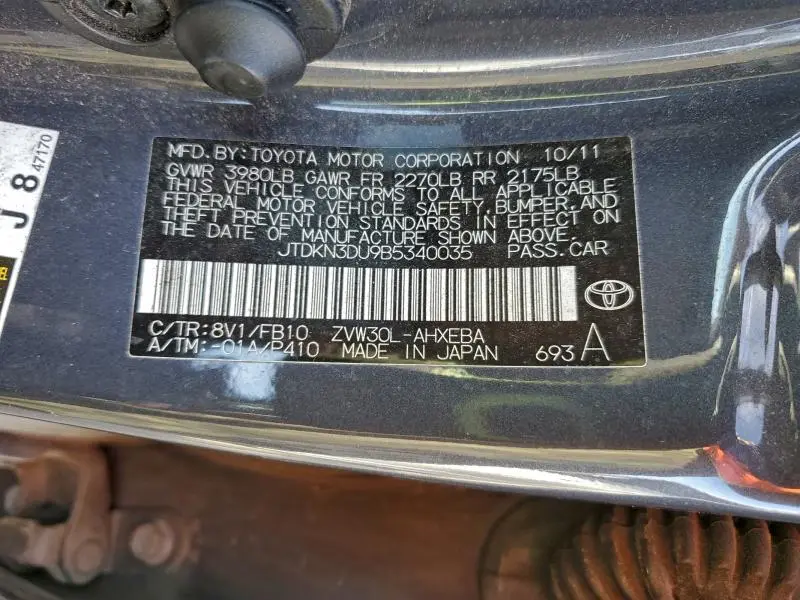 MFD.BY:TOYOTA MOTOR CORPORATION 10/11
GVWR 3980LB GAWR FR 2270LB RR 2175LB
THIS VEHICLE CONFORMS TO ALL APPLICABLE
FEDERAL MOTOR VEHICLE SAFETY, BUMPER, AND
THEFT PREVENTION STANDARDS IN EFFECT ON
THE DATE OF MANUFACTURE SHOWN ABOVE.
JTDKN3DU9B5340035 PASS.CAR
C/TR:8V1/FB10 ZVW30L-AHXEBA
A/TM:-01A/P410 MADE IN JAPAN 693 A
J 8
47170